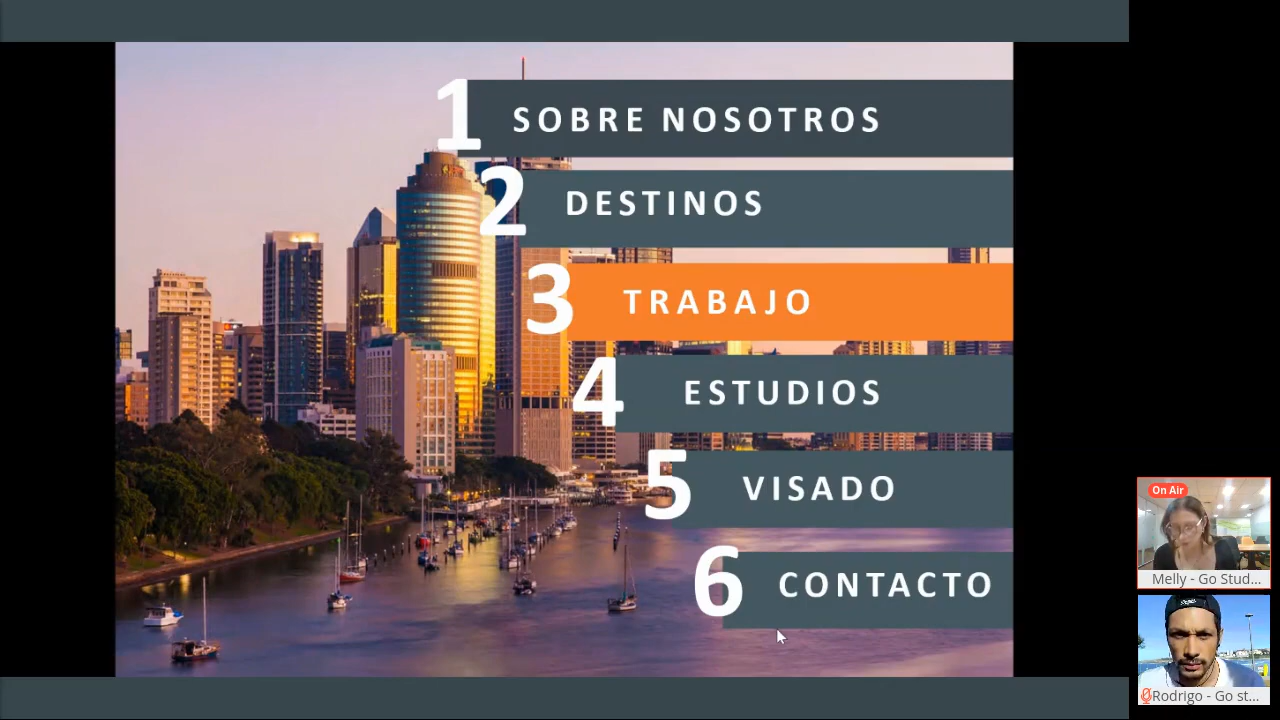 1 SOBRE NOSOTROS
2 DESTINOS
3 TRABAJO
4 ESTUDIOS
5 VISADO
6 CONTACTO
On Air
Melly - Go Stud...
Rodrigo - Go st...